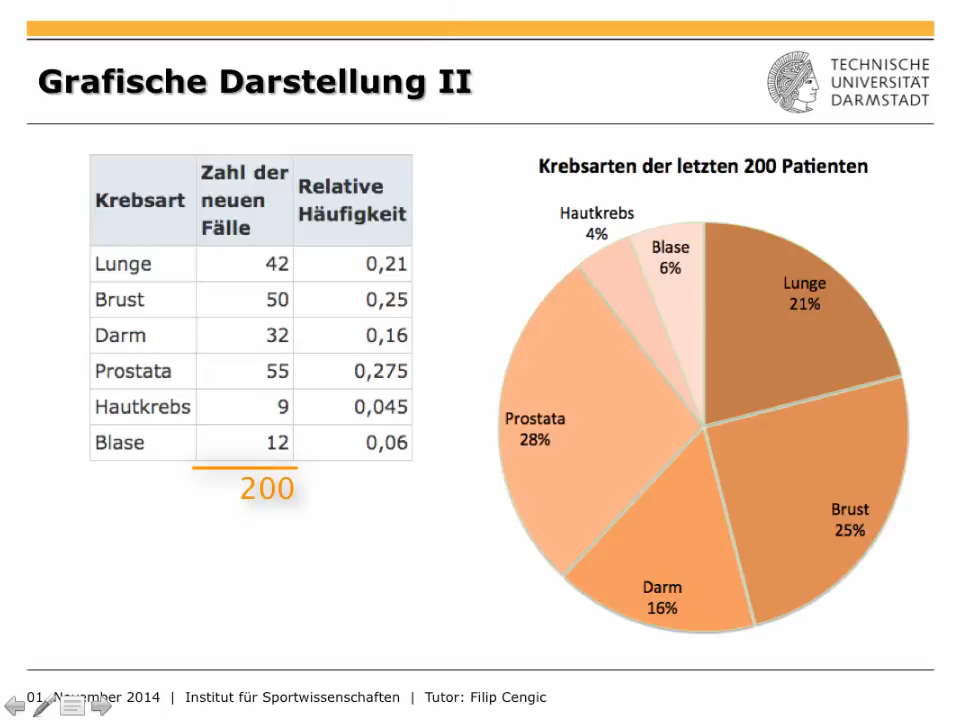 Grafische Darstellung II
TECHNISCHE
UNIVERSITÄT
DARMSTADT
Krebsart Zahl der neuen Fälle Relative Häufigkeit
Lunge 42 0,21
Brust 50 0,25
Darm 32 0,16
Prostata 55 0,275
Hautkrebs 9 0,045
Blase 12 0,06
200
Krebsarten der letzten 200 Patienten
Hautkrebs
4%
Blase
6%
Lunge
21%
Prostata
28%
Brust
25%
Darm
16%
01. November 2014 | Institut für Sportwissenschaften | Tutor: Filip Cengic